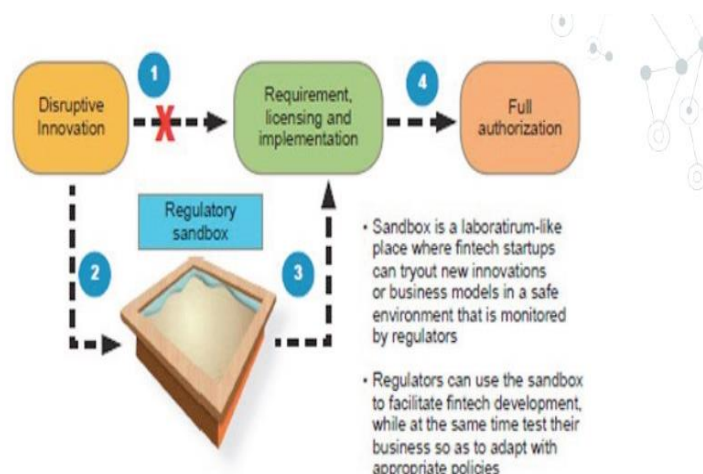 1
4
Disruptive
Innovation
X
Requirement,
licensing and
implementation
Full
authorization
Regulatory
sandbox
2
3
• Sandbox is a laboratirum-like
place where fintech startups
can tryout new innovations
or business models in a safe
environment that is monitored
by regulators
• Regulators can use the sandbox
to facilitate fintech development,
while at the same time test their
business so as to adapt with
appropriate policies